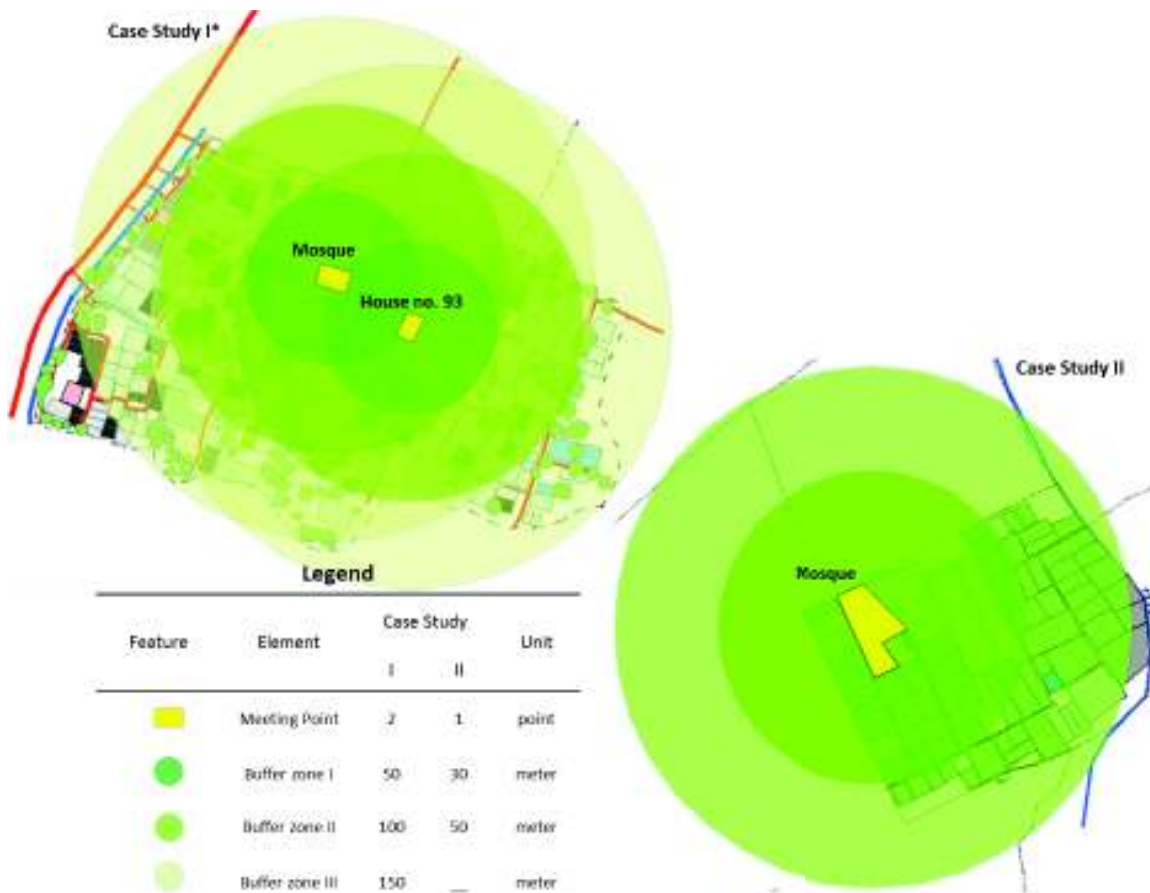 Case Study I*
Mosque
House no. 93
Case Study II
Mosque
Legend
Feature Element Case Study Unit
I II
Meeting Point 2 1 point
Buffer zone I 50 30 meter
Buffer zone II 100 50 meter
Buffer zone III 150 __ meter